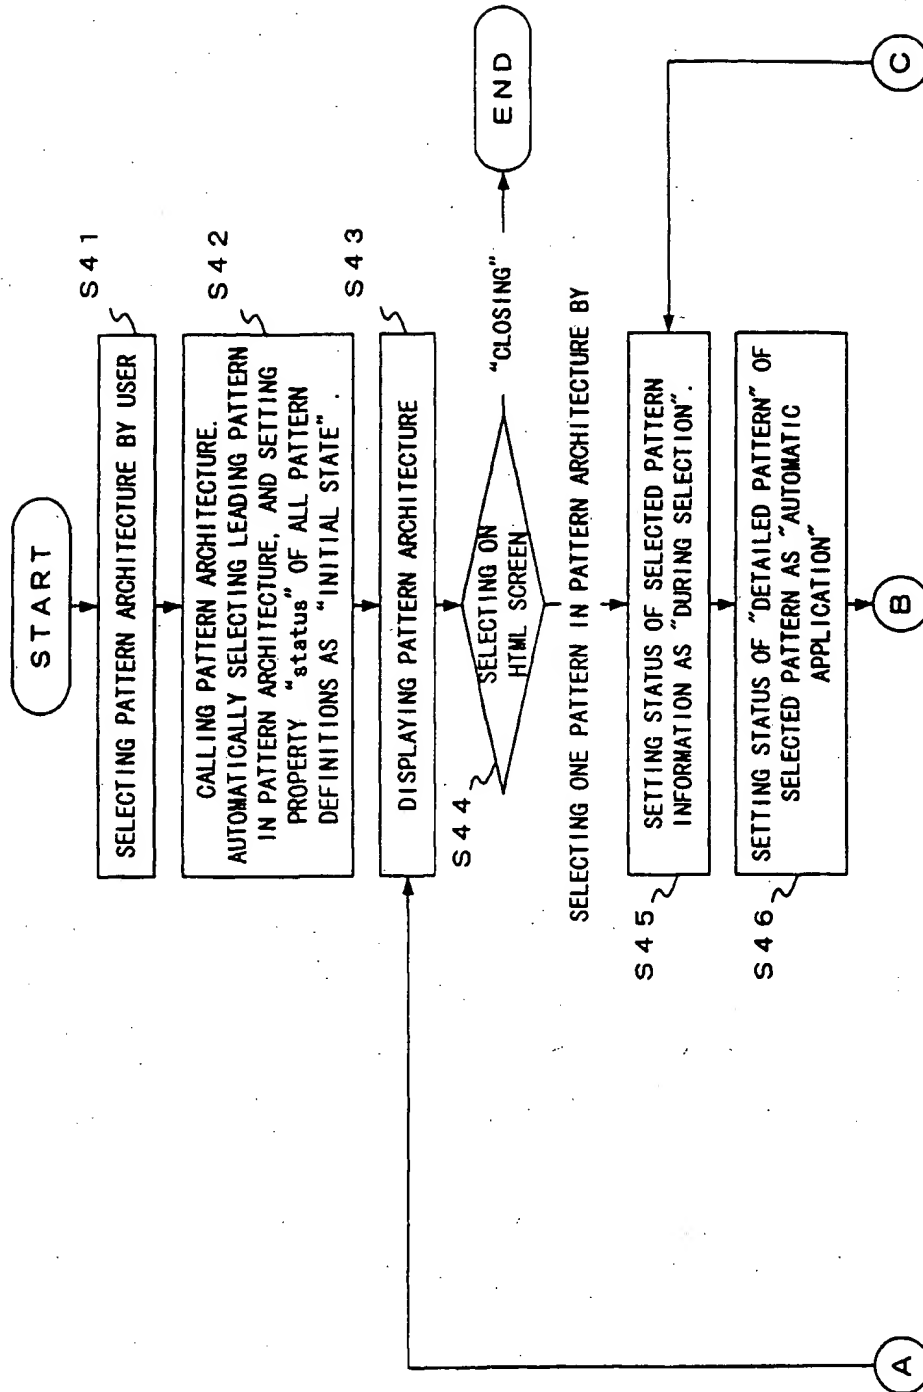 START
S41
SELECTING PATTERN ARCHITECTURE BY USER
S42
CALLING PATTERN ARCHITECTURE.
AUTOMATICALLY SELECTING LEADING PATTERN
IN PATTERN ARCHITECTURE, AND SETTING
PROPERTY "status" OF ALL PATTERN
DEFINITIONS AS "INITIAL STATE".
S43
DISPLAYING PATTERN ARCHITECTURE
S44
SELECTING ON
HTML SCREEN
"CLOSING"
END
SELECTING ONE PATTERN IN PATTERN ARCHITECTURE BY
S45
SETTING STATUS OF SELECTED PATTERN
INFORMATION AS "DURING SELECTION".
S46
SETTING STATUS OF "DETAILED PATTERN" OF
SELECTED PATTERN AS "AUTOMATIC
APPLICATION"
A
B
C